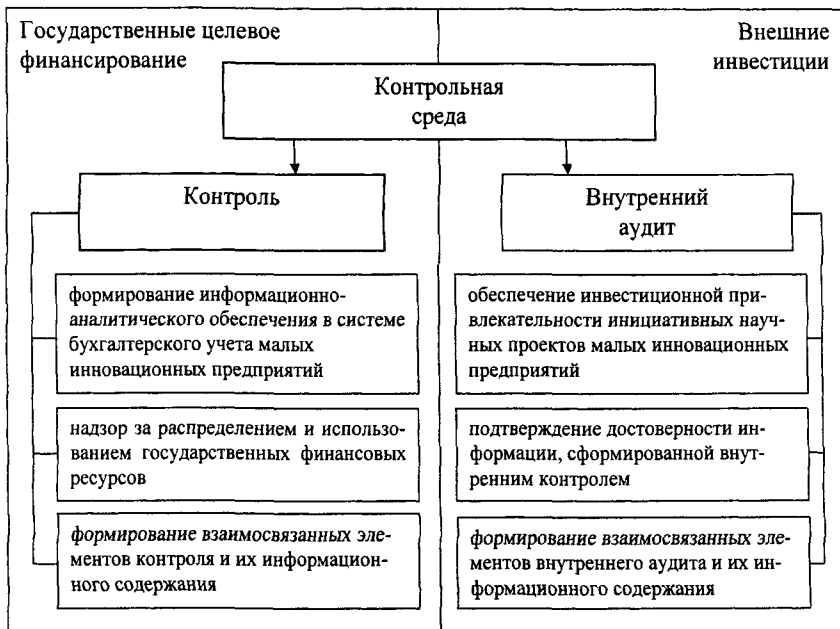 Государственные целевое
финансирование
Внешние
инвестиции
Контрольная
среда
Контроль
Внутренний
аудит
формирование информационно-
аналитического обеспечения в системе
бухгалтерского учета малых
инновационных предприятий
надзор за распределением и использо-
ванием государственных финансовых
ресурсов
формирование взаимосвязанных эле-
ментов контроля и их информацион-
ного содержания
обеспечение инвестиционной при-
влекательности инициативных науч-
ных проектов малых инновационных
предприятий
подтверждение достоверности ин-
формации, сформированной внут-
ренним контролем
формирование взаимосвязанных эле-
ментов внутреннего аудита и их ин-
формационного содержания